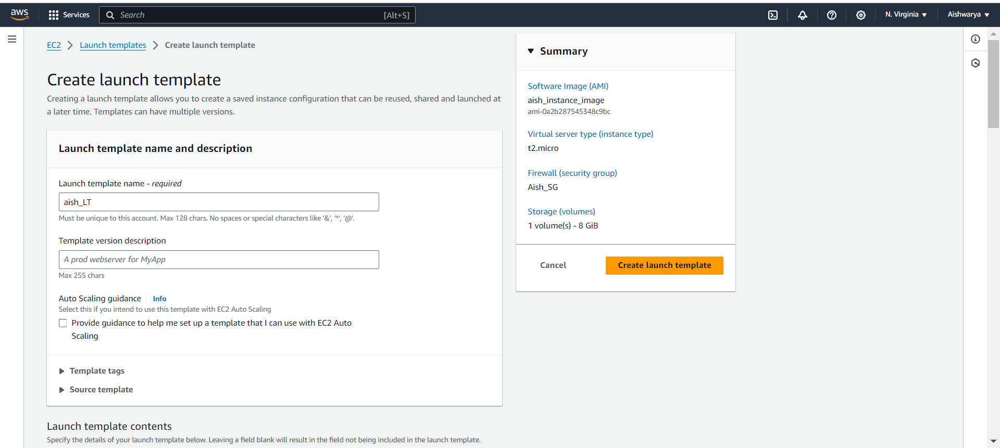 aws
Services
Search
[Alt+S]
N. Virginia
Aishwarya
EC2
Launch templates
Create launch template
Create launch template
Creating a launch template allows you to create a saved instance configuration that can be reused, shared and launched at
a later time. Templates can have multiple versions.
Launch template name and description
Launch template name - required
aish_LT
Must be unique to this account. Max 128 chars. No spaces or special characters like '&', '*', '@'.
Template version description
A prod webserver for MyApp
Max 255 chars
Auto Scaling guidance
Info
Select this if you intend to use this template with EC2 Auto Scaling
Provide guidance to help me set up a template that I can use with EC2 Auto
Scaling
Template tags
Source template
Launch template contents
Specify the details of your launch template below. Leaving a field blank will result in the field not being included in the launch template.
Summary
Software Image (AMI)
aish_instance_image
ami-0a2b287545348c9bc
Virtual server type (instance type)
t2.micro
Firewall (security group)
Aish_SG
Storage (volumes)
1 volume(s) - 8 GiB
Cancel
Create launch template